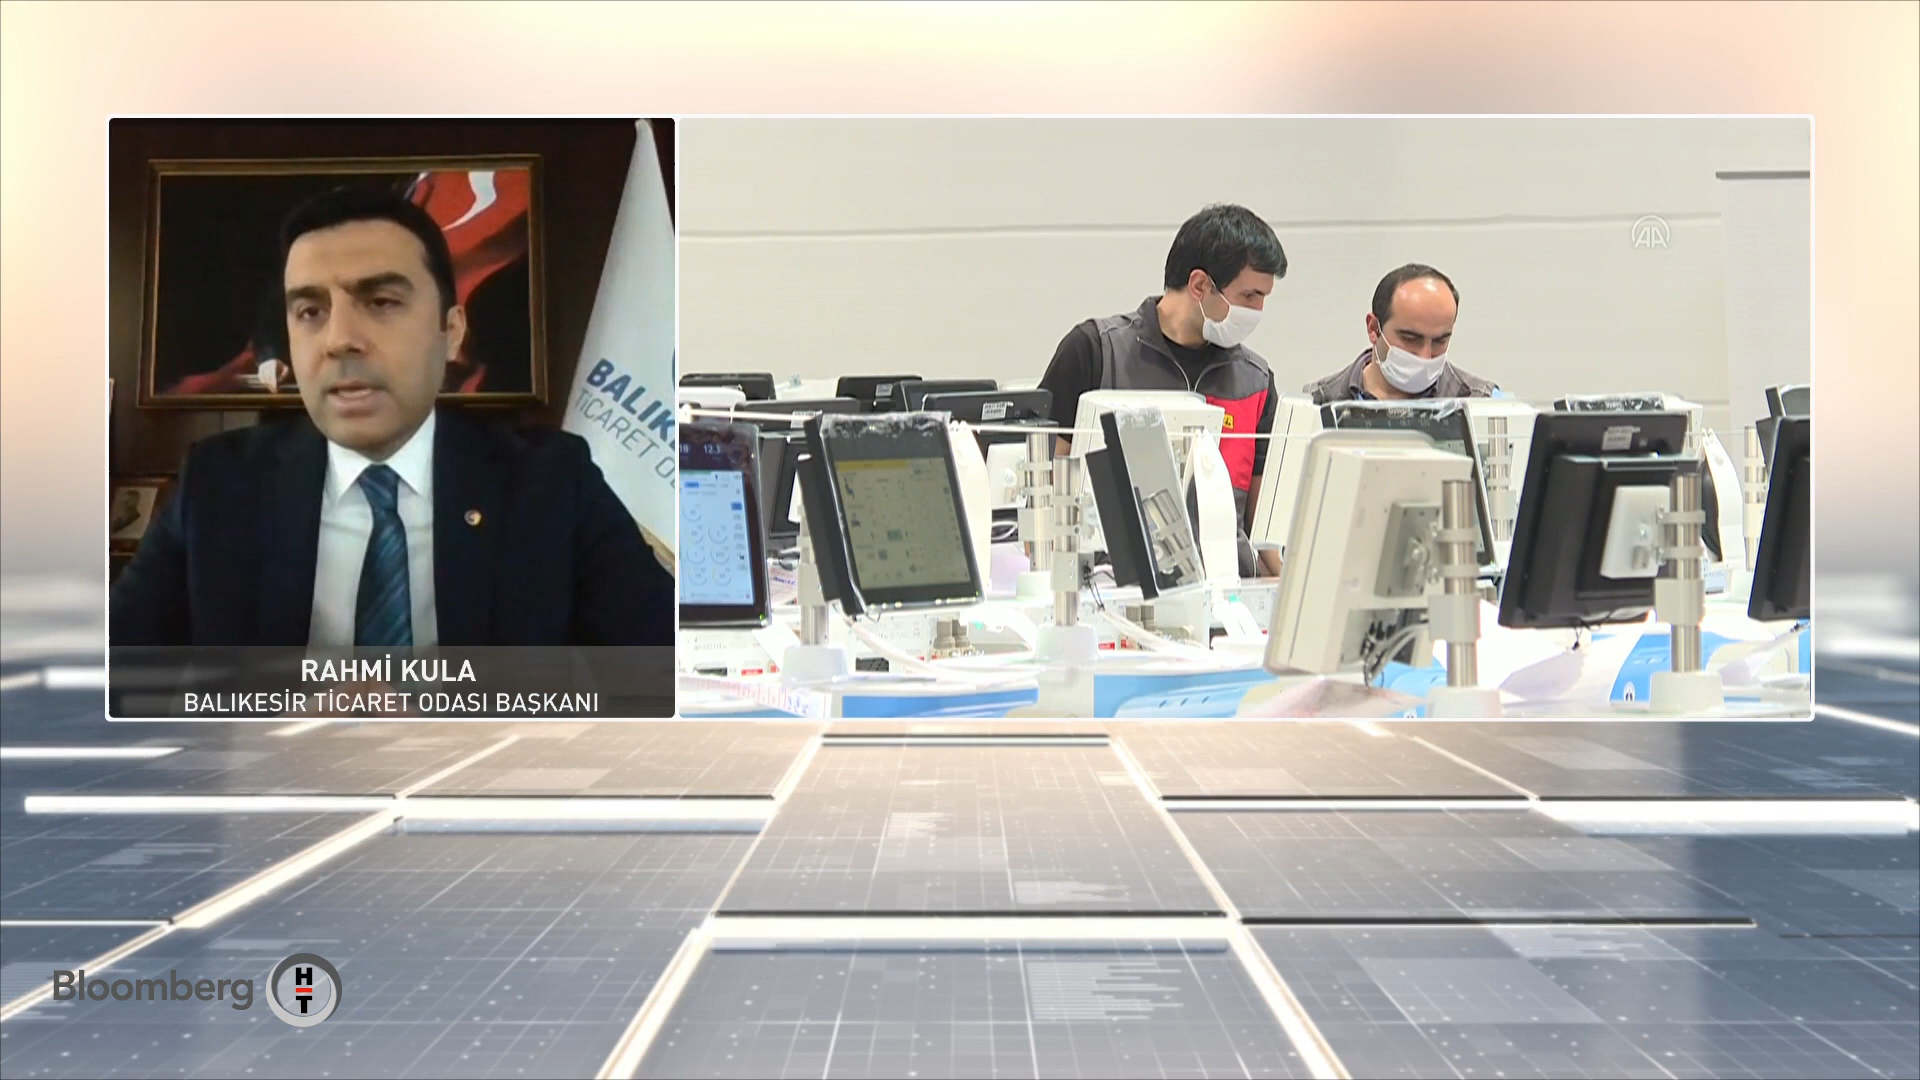 BALIK
TİCARET O
AA
RAHMİ KULA
BALIKESİR TİCARET ODASI BAŞKANI
Bloomberg HT